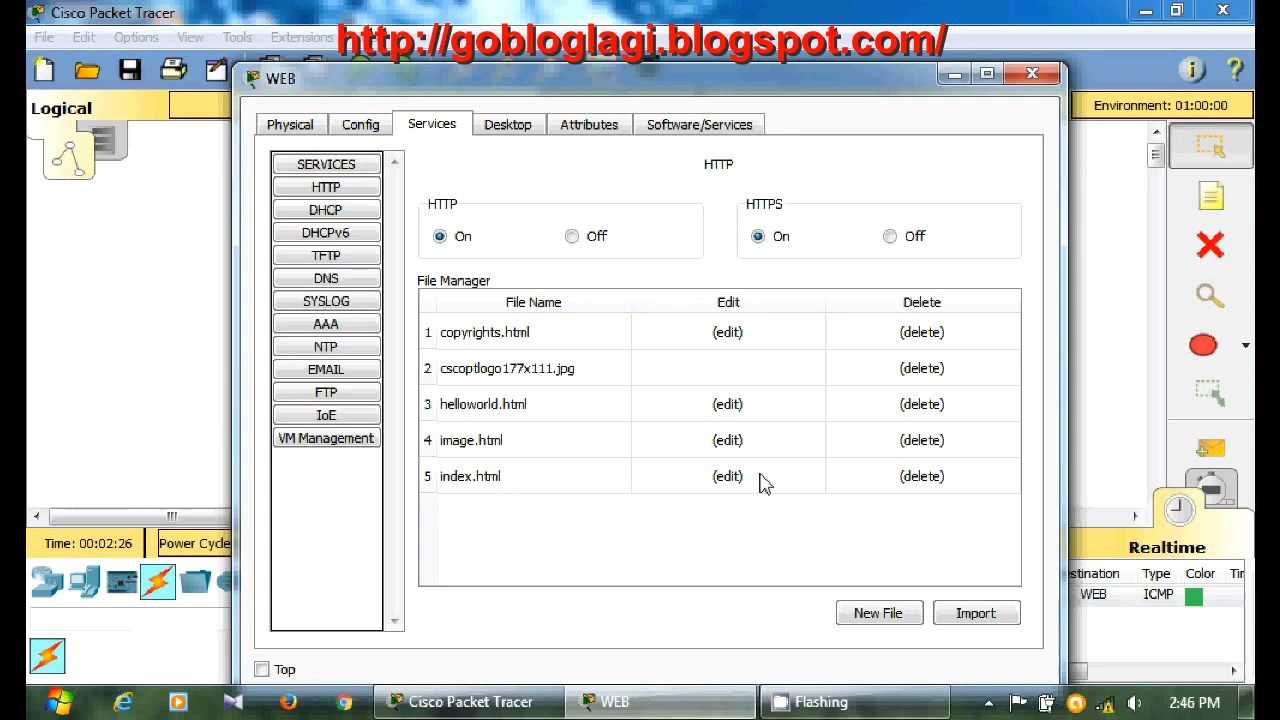 Cisco Packet Tracer
File Edit Options View Tools Extensions
http://gobloglagi.blogspot.com/
WEB
Logical
Environment: 01:00:00
Physical Config Services Desktop Attributes Software/Services
SERVICES
HTTP
DHCP
DHCPv6
TFTP
DNS
SYSLOG
AAA
NTP
EMAIL
FTP
IoE
VM Management
HTTP
HTTP
On Off
HTTPS
On Off
File Manager
File Name Edit Delete
1 copyrights.html (edit) (delete)
2 cscoptlogo177x111.jpg (delete)
3 helloworld.html (edit) (delete)
4 image.html (edit) (delete)
5 index.html (edit) (delete)
New File Import
Top
Time: 00:02:26 Power Cycle
Realtime
stination Type Color Tir
WEB ICMP
Cisco Packet Tracer WEB Flashing 2:46 PM